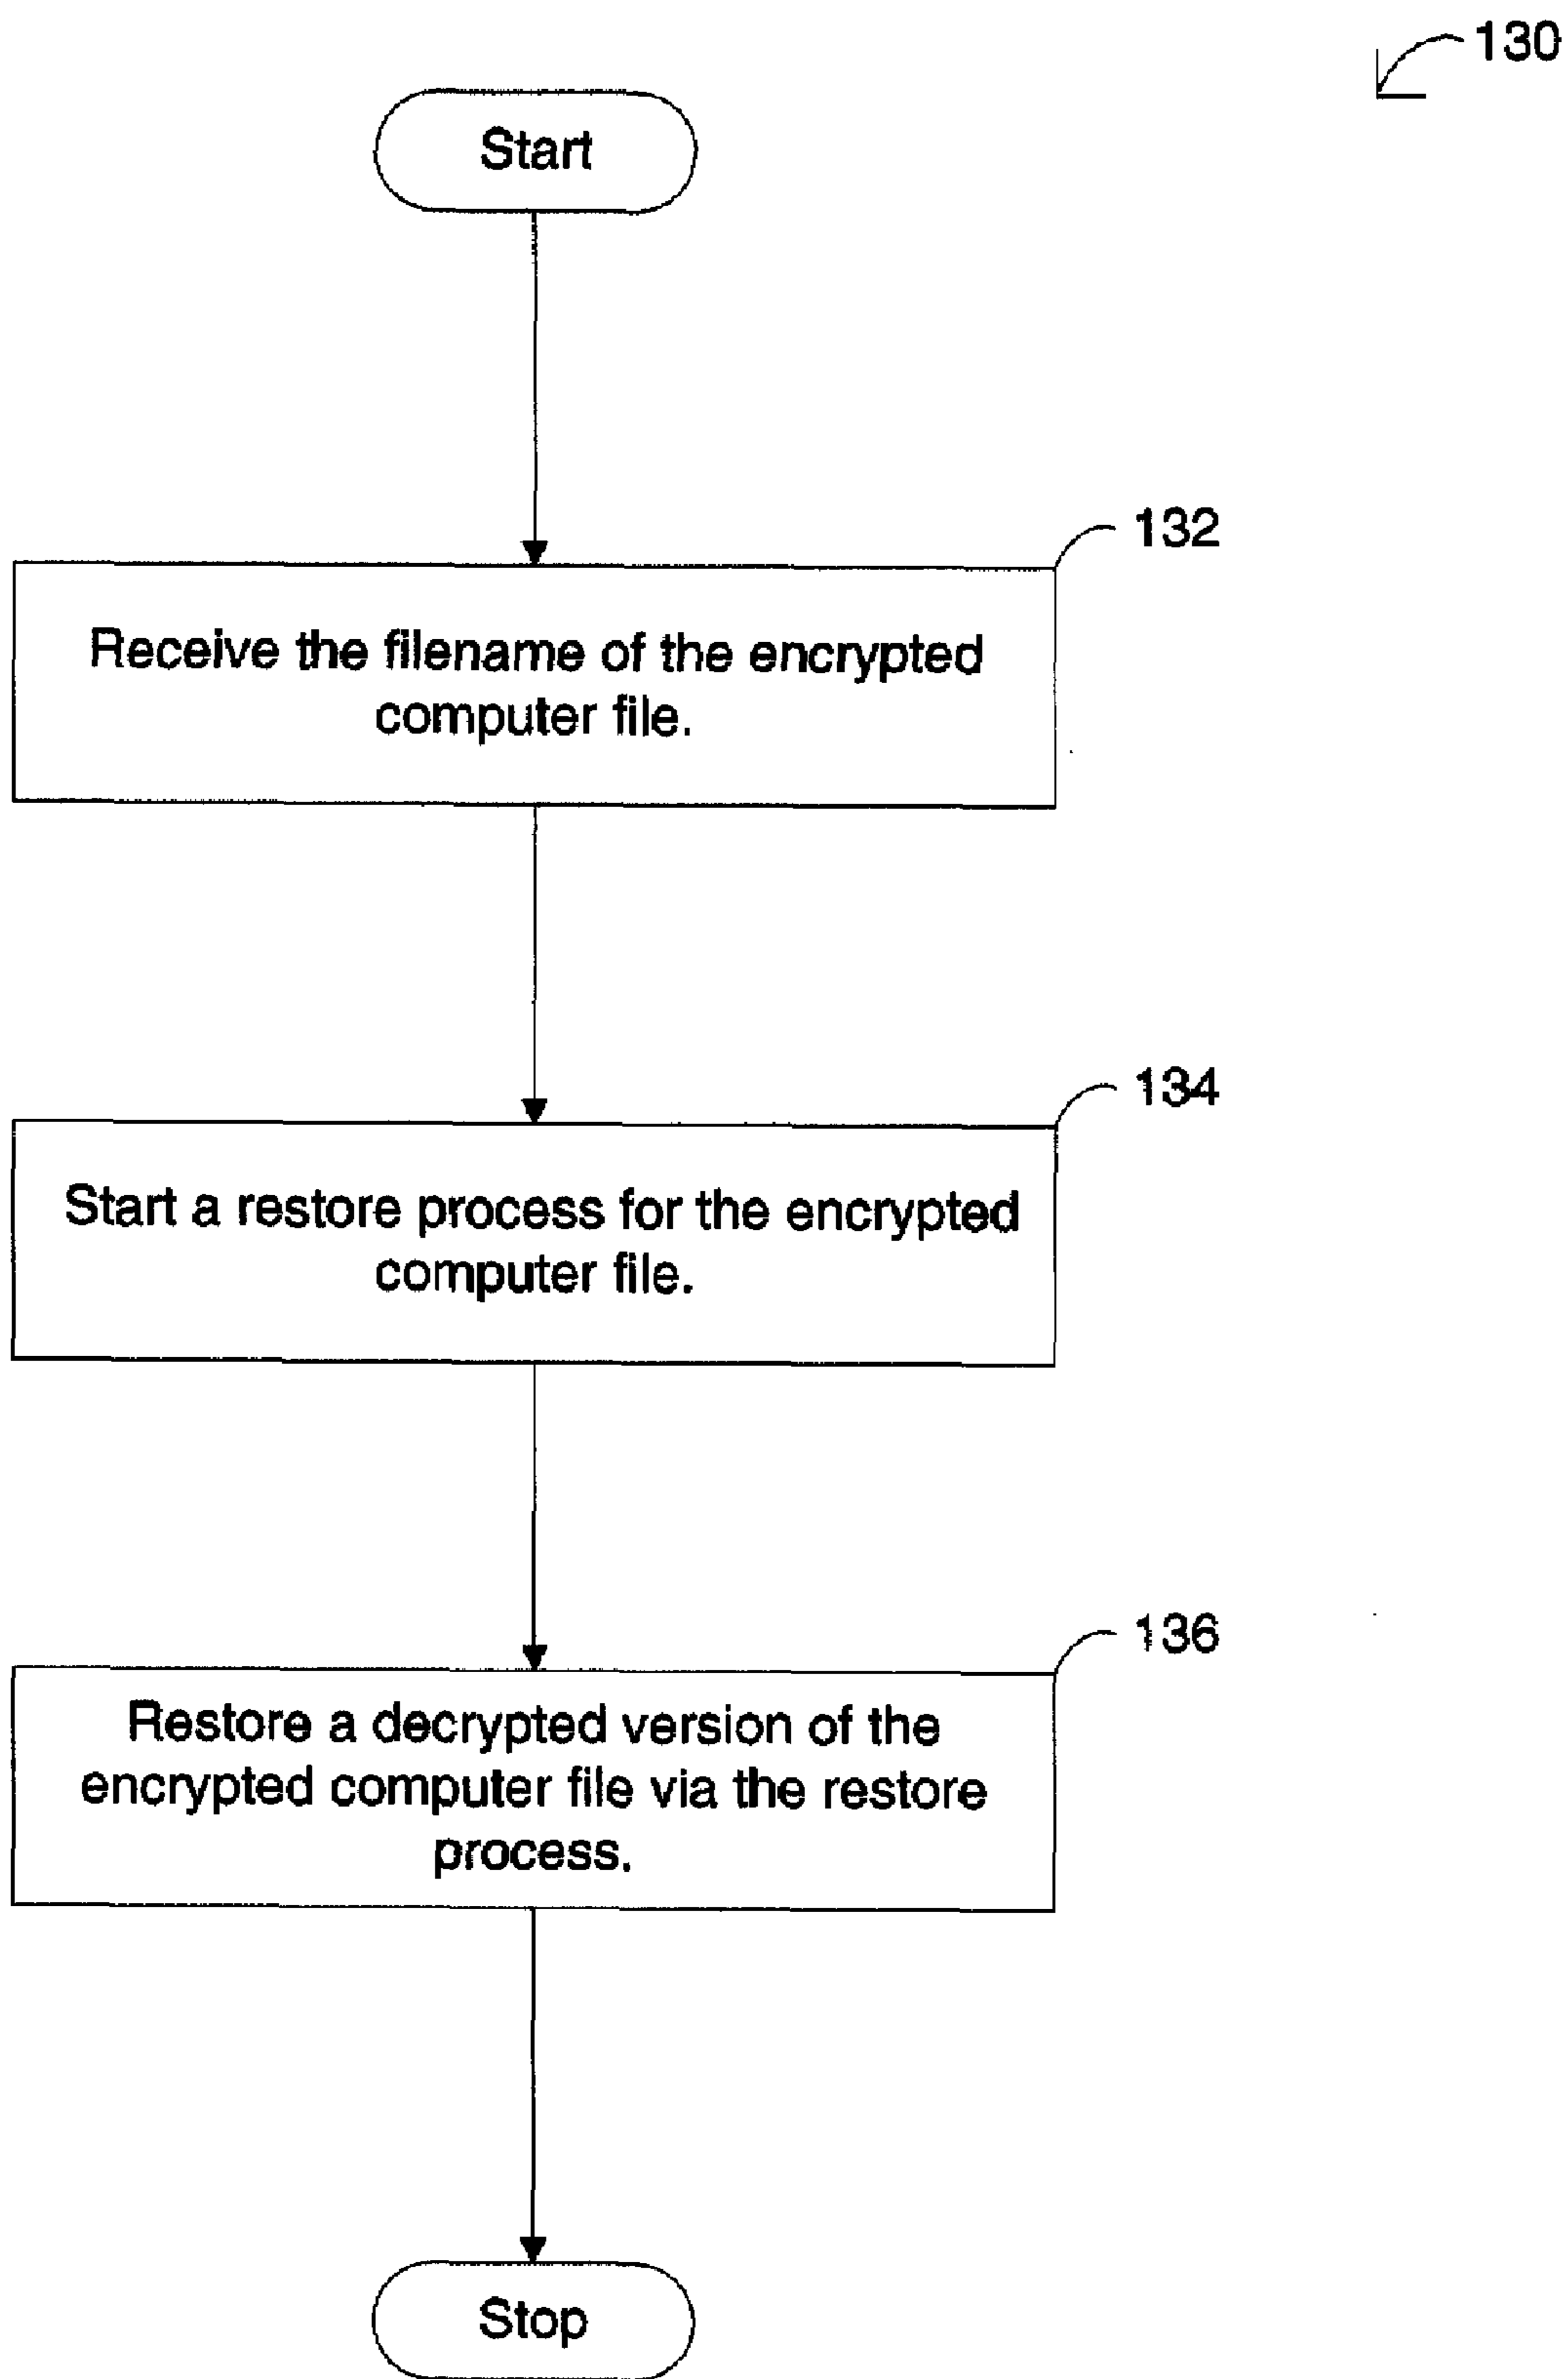 130
Start
132
Receive the filename of the encrypted
computer file.
134
Start a restore process for the encrypted
computer file.
136
Restore a decrypted version of the
encrypted computer file via the restore
process.
Stop